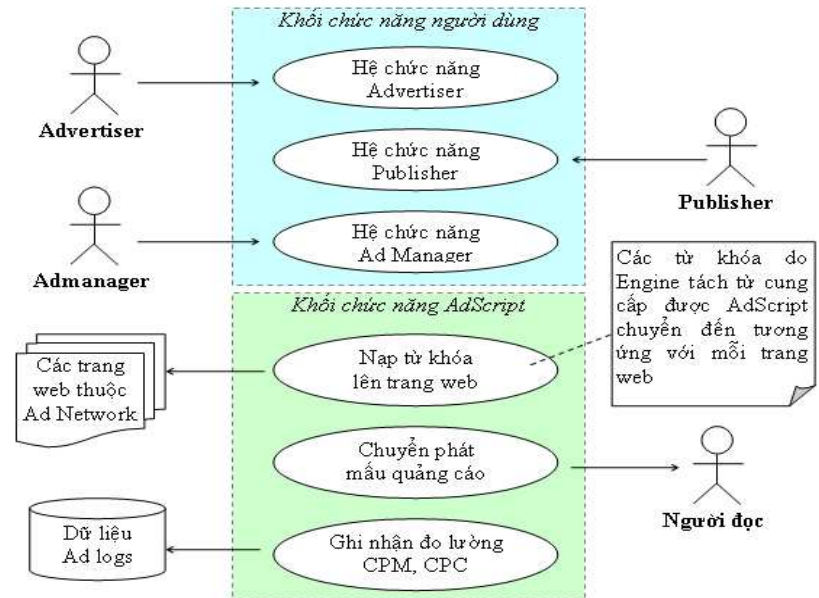 Khối chức năng người dùng
Hệ chức năng
Advertiser
Advertiser
Hệ chức năng
Publisher
Publisher
Hệ chức năng
Ad Manager
Admanager
Các từ khóa do
Engine tách từ cung
cấp được AdScript
chuyển đến tương
ứng với mỗi trang
web
Khối chức năng AdScript
Nạp từ khóa
lên trang web
Các trang
web thuộc
Ad Network
Chuyển phát
mấu quảng cáo
Người đọc
Ghi nhận đo lường
CPM, CPC
Dữ liệu
Ad logs